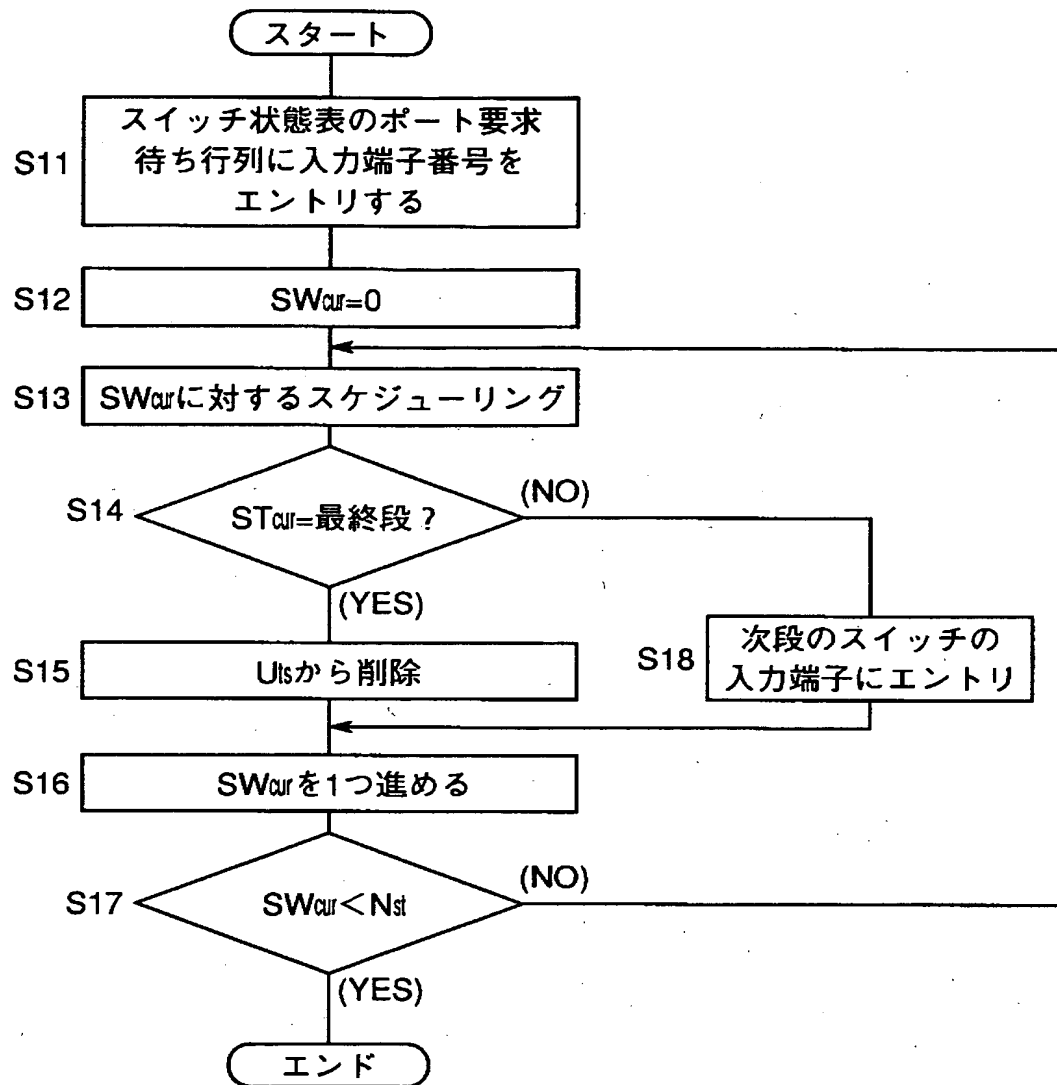 スタート
S11
スイッチ状態表のポート要求
待ち行列に入力端子番号を
エントリする
S12
SWcur=0
S13
SWcurに対するスケジューリング
S14
STcur=最終段?
(NO)
(YES)
S15
Utsから削除
S18
次段のスイッチの
入力端子にエントリ
S16
SWcurを1つ進める
S17
SWcur<Nst
(NO)
(YES)
エンド